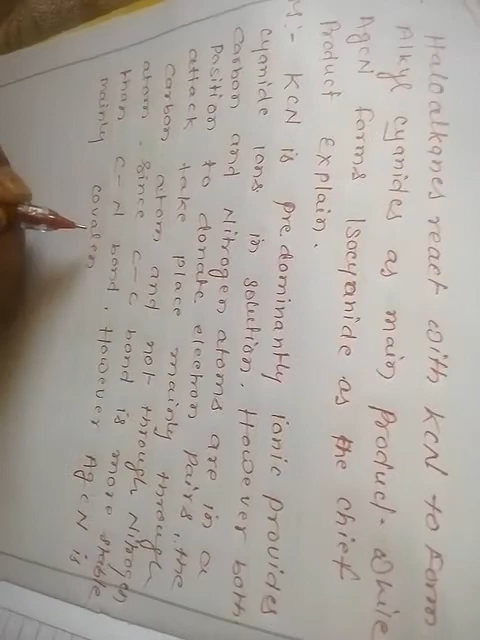 Haloalkanes react with KCN to form
Alkyl cyanides as main product. while
AgCN forms Isocyanide as the chief
Product Explain.
:- KCN is predominantly ionic provides
cyanide ions in solution. However both
Carbon and Nitrogen atoms are in a
position to donate electron pairs, the
attack take place mainly through
Carbon atom and not through Nitrogen
atom. Since C-C bond is more stable
than C-N bond. However AgCN is
mainly covalen